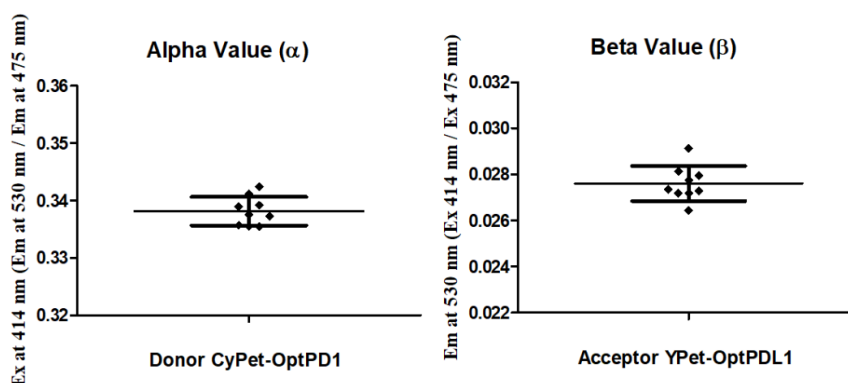 Alpha Value (α)
Ex at 414 nm (Em at 530 nm / Em at 475 nm)
0.36
0.35
0.34
0.33
0.32
Donor CyPet-OptPD1
Beta Value (β)
Em at 530 nm (Ex 414 nm / Ex 475 nm)
0.032
0.030
0.028
0.026
0.024
0.022
Acceptor YPet-OptPDL1